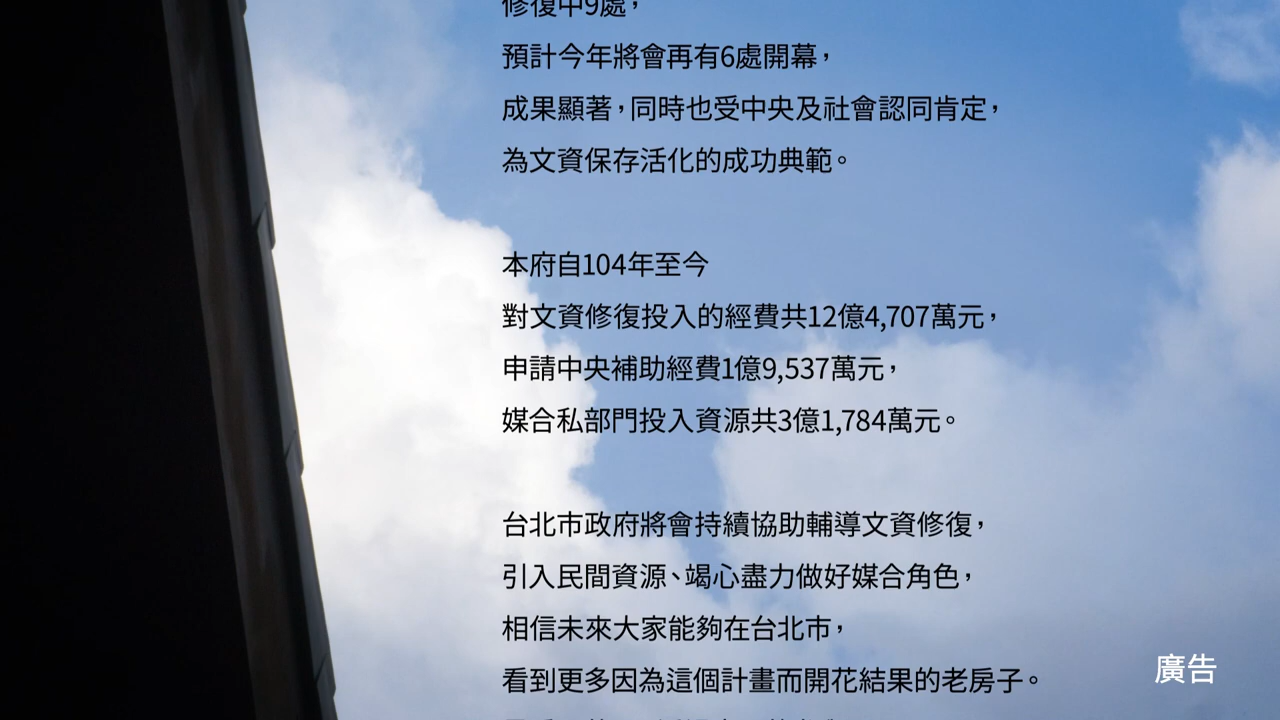 修復中9處，
預計今年將會再有6處開幕，
成果顯著，同時也受中央及社會認同肯定，
為文資保存活化的成功典範。
本府自104年至今
對文資修復投入的經費共12億4,707萬元，
申請中央補助經費1億9,537萬元，
媒合私部門投入資源共3億1,784萬元。
台北市政府將會持續協助輔導文資修復，
引入民間資源、竭心盡力做好媒合角色，
相信未來大家能夠在台北市，
看到更多因為這個計畫而開花結果的老房子。
廣告